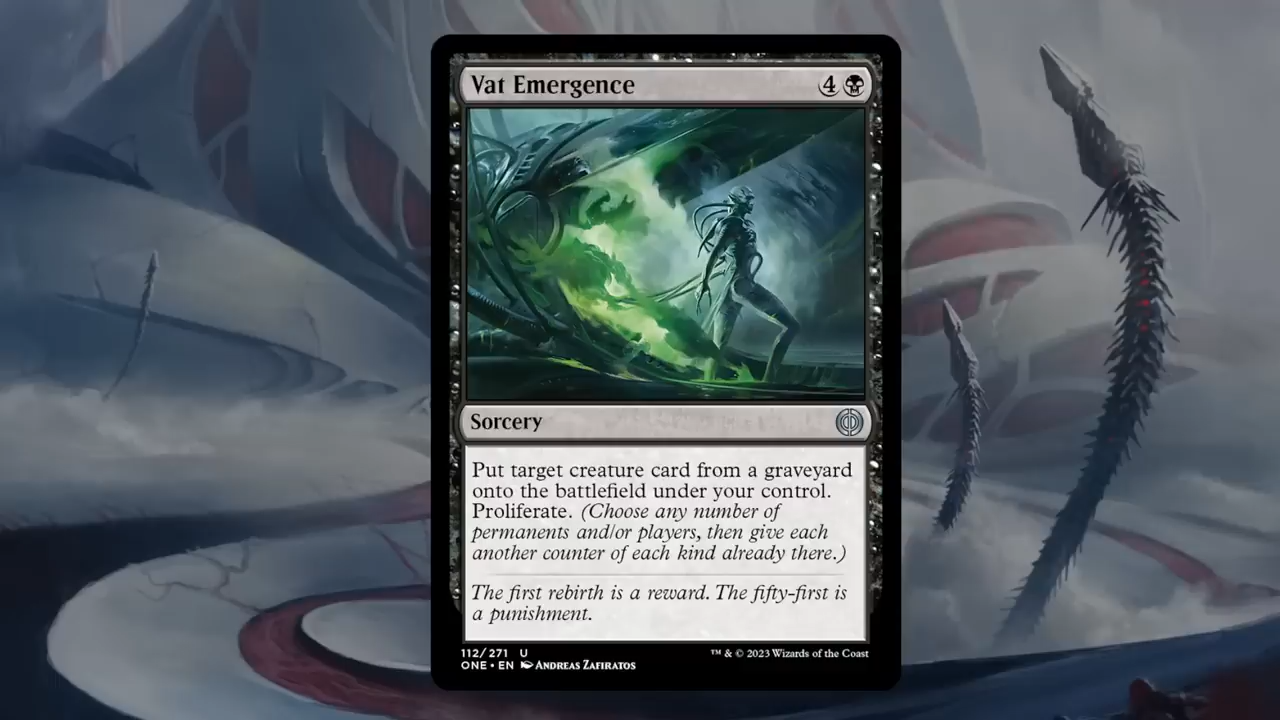 Vat Emergence 4
Sorcery
Put target creature card from a graveyard
onto the battlefield under your control.
Proliferate. (Choose any number of
permanents and/or players, then give each
another counter of each kind already there.)
The first rebirth is a reward. The fifty-first is
a punishment.
112/271 U
ONE • EN ANDREAS ZAFIRATOS
™ & © 2023 Wizards of the Coast